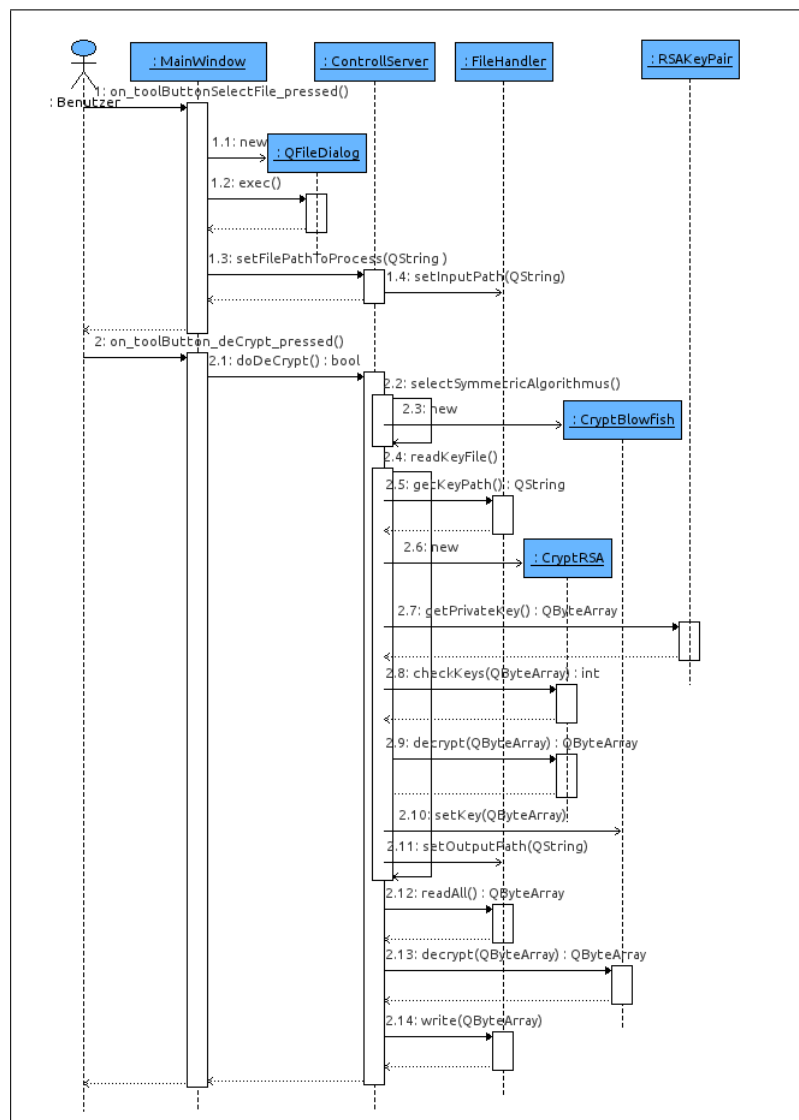 : MainWindow
: ControllServer
: FileHandler
: RSAKeyPair
1: on_toolButtonSelectFile_pressed()
: Benutzer
1.1: new
: QFileDialog
1.2: exec()
1.3: setFilePathToProcess(QString )
1.4: setInputPath(QString)
2: on_toolButton_deCrypt_pressed()
2.1: doDeCrypt() : bool
2.2: selectSymmetricAlgorithmus()
2.3: new
: CryptBlowfish
2.4: readKeyFile()
2.5: getKeyPath() : QString
2.6: new
: CryptRSA
2.7: getPrivateKey() : QByteArray
2.8: checkKeys(QByteArray) : int
2.9: decrypt(QByteArray) : QByteArray
2.10: setKey(QByteArray)
2.11: setOutputPath(QString)
2.12: readAll() : QByteArray
2.13: decrypt(QByteArray) : QByteArray
2.14: write(QByteArray)